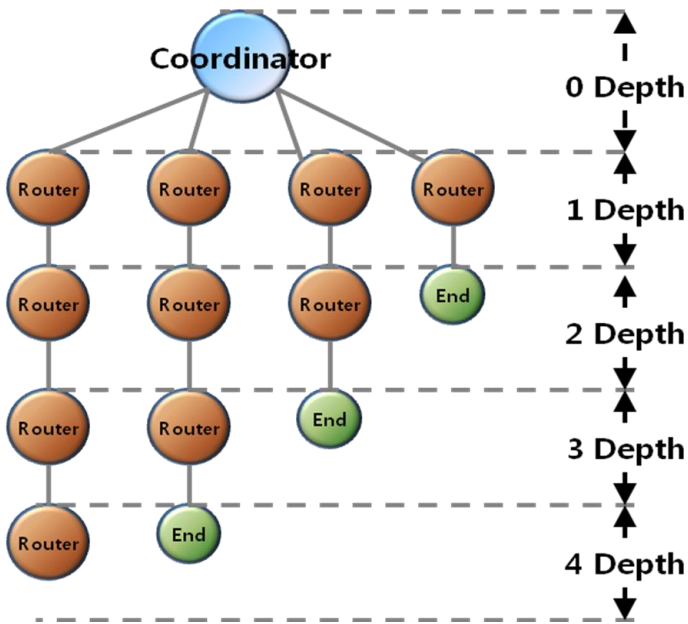 Coordinator
0 Depth
Router Router Router Router
1 Depth
Router Router Router End
2 Depth
Router Router End
3 Depth
Router End
4 Depth